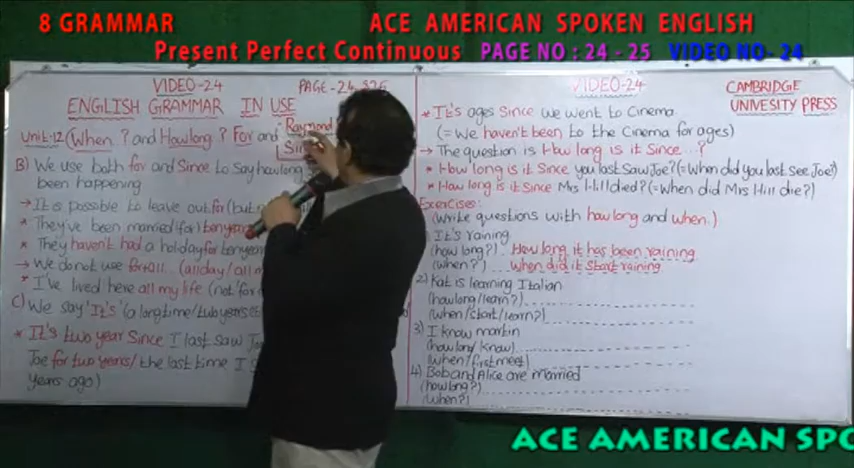 8 GRAMMAR
ACE AMERICAN SPOKEN ENGLISH
Present Perfect Continuous PAGE NO : 24 - 25 VIDEO NO- 24
VIDEO-24
PAGE-24
ENGLISH GRAMMAR IN USE
Raymond
Unit:12 (When ? and How long ? For and
B) We use both for and Since to say how long
been happening
→ It is possible to leave out for (but
* They've been married (for) ten years
* They haven't had a holiday for ten
→ We do not use for all... (all day / all
* I've lived here all my life (not 'for
C) We say 'It's' (a long time / two years
* It's two year Since I last saw
Joe for two years / the last time I
years ago)
VIDEO-24
CAMBRIDGE
UNIVESITY PRESS
* It's ages Since we went to Cinema.
(= We haven't been to the Cinema for ages)
→ The question is How long is it Since ...?
* How long is it Since you last saw Joe? (= When did you last see Joe?)
* How long is it Since Mrs Hill died? (= When did Mrs Hill die?)
Exercises:
(Write questions with how long and when.)
It's raining
(how long?) .. How long it has been raining
(when?) ... when did it start raining
2) Kat is learning Italian
(how long/learn?)
(when/start/learn?)
3) I know martin
(how long/know)
(when/first meet)
4) Bob and Alice are married
(how long?)
(when?)
ACE AMERICAN SPO